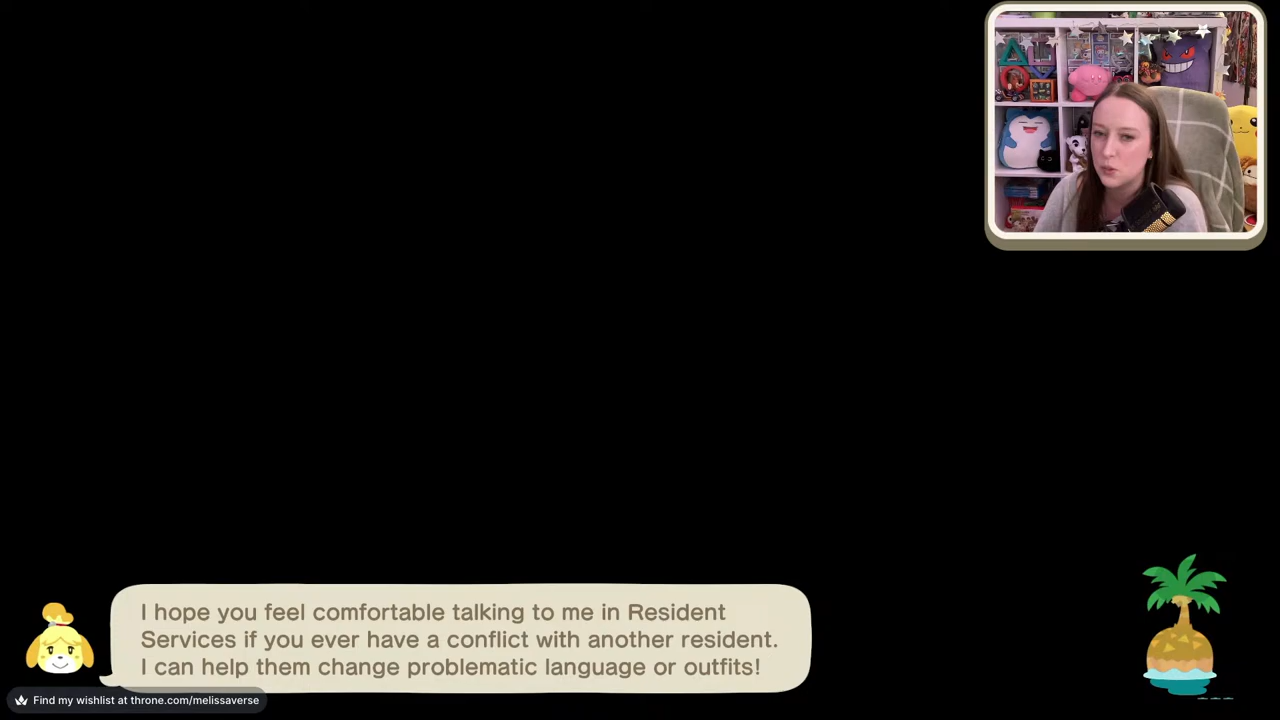 I hope you feel comfortable talking to me in Resident
Services if you ever have a conflict with another resident.
I can help them change problematic language or outfits!
Find my wishlist at throne.com/melissaverse